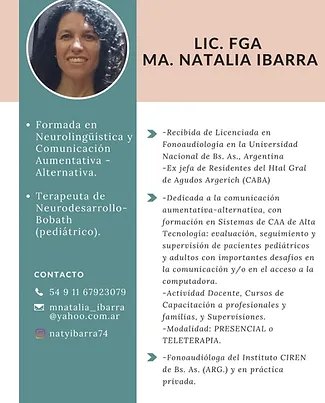 LIC. FGA
MA. NATALIA IBARRA
Formada en
Neurolingüística y
Comunicación
Aumentativa -
Alternativa.
Terapeuta de
Neurodesarrollo-
Bobath
(pediátrico).
CONTACTO
54 9 11 67923079
mnatalia_ibarra
@yahoo.com.ar
natyibarra74
-Recibida de Licenciada en
Fonoaudiología en la Universidad
Nacional de Bs. As., Argentina
-Ex jefa de Residentes del Htal Gral
de Agudos Argerich (CABA)
-Dedicada a la comunicación
aumentativa-alternativa, con
formación en Sistemas de CAA de Alta
Tecnología: evaluación, seguimiento y
supervisión de pacientes pediátricos
y adultos con importantes desafíos en
la comunicación y/o en el acceso a la
computadora.
-Actividad Docente, Cursos de
Capacitación a profesionales y
familias, y Supervisiones.
-Modalidad: PRESENCIAL o
TELETERAPIA.
-Fonoaudióloga del Instituto CIREN
de Bs. As. (ARG.) y en práctica
privada.